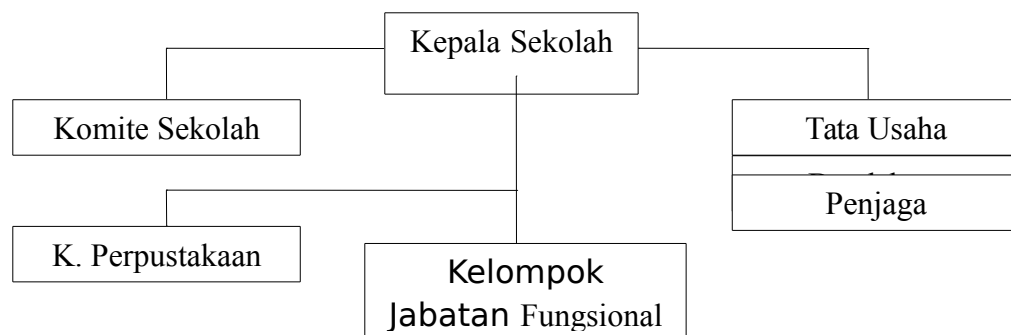 Kepala Sekolah
Komite Sekolah
Tata Usaha
Penjaga
K. Perpustakaan
Kelompok
Jabatan Fungsional